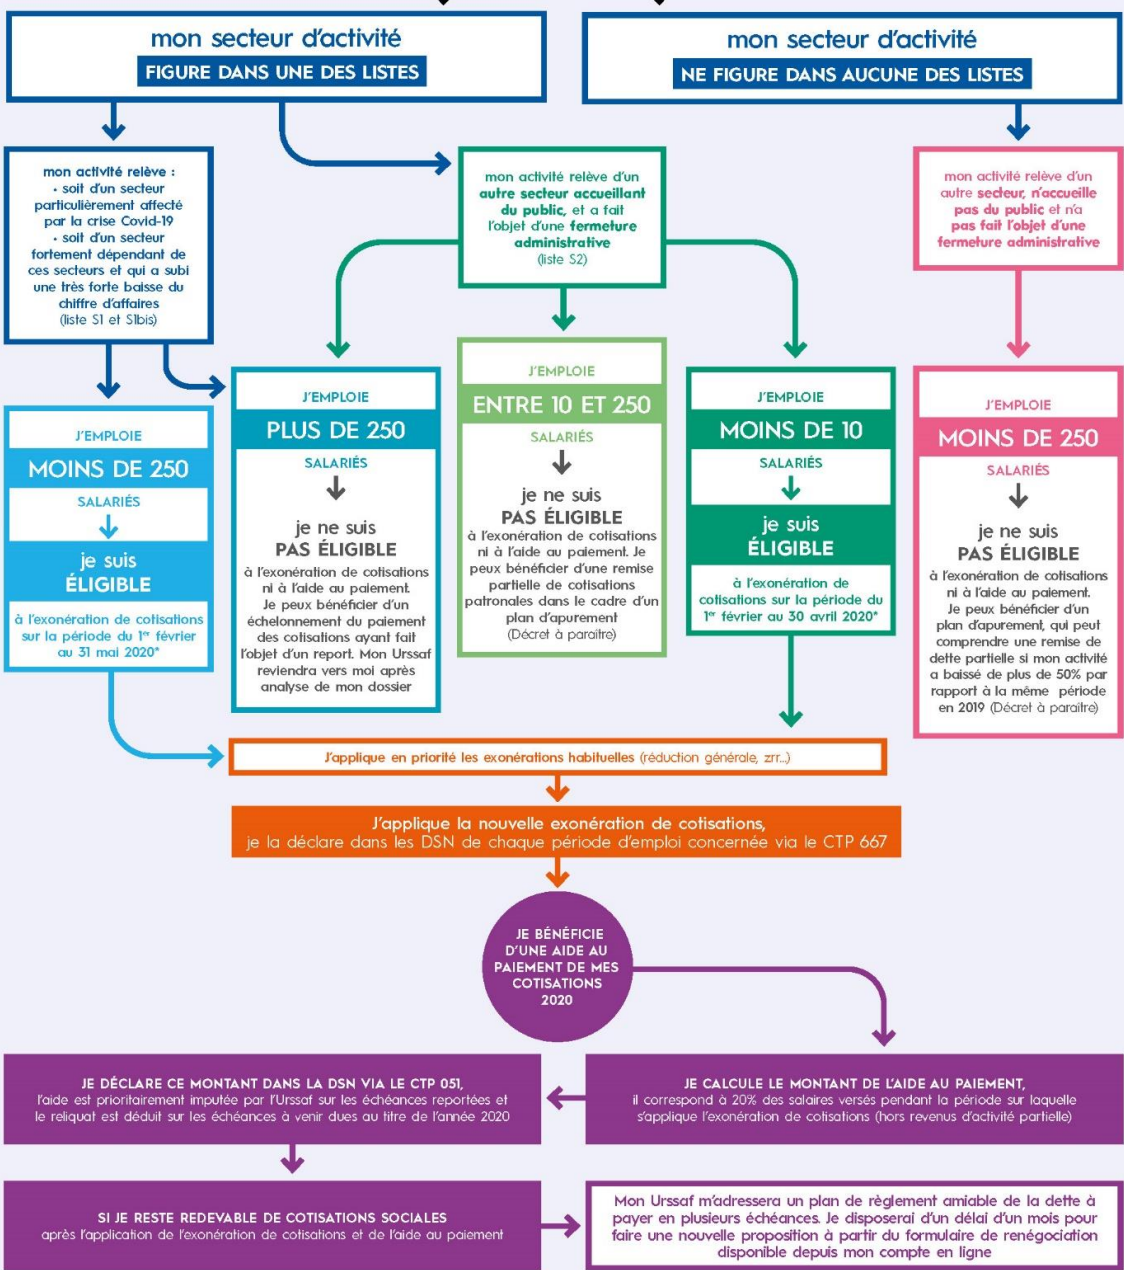 mon secteur d'activité
FIGURE DANS UNE DES LISTES
mon secteur d'activité
NE FIGURE DANS AUCUNE DES LISTES
mon activité relève :
• soit d'un secteur
particulièrement affecté
par la crise Covid-19
• soit d'un secteur
fortement dépendant de
ces secteurs et qui a subi
une très forte baisse du
chiffre d'affaires
(liste S1 et S1bis)
mon activité relève d'un
autre secteur accueillant
du public, et a fait
l'objet d'une fermeture
administrative
(liste S2)
mon activité relève d'un
autre secteur, n'accueille
pas du public et n'a
pas fait l'objet d'une
fermeture administrative
J'EMPLOIE
MOINS DE 250
SALARIÉS
je suis
ÉLIGIBLE
à l'exonération de cotisations
sur la période du 1er février
au 31 mai 2020*
J'EMPLOIE
PLUS DE 250
SALARIÉS
je ne suis
PAS ÉLIGIBLE
à l'exonération de cotisations
ni à l'aide au paiement.
Je peux bénéficier d'un
échelonnement du paiement
des cotisations ayant fait
l'objet d'un report. Mon Urssaf
reviendra vers moi après
analyse de mon dossier
J'EMPLOIE
ENTRE 10 ET 250
SALARIÉS
je ne suis
PAS ÉLIGIBLE
à l'exonération de cotisations
ni à l'aide au paiement. Je
peux bénéficier d'une remise
partielle de cotisations
patronales dans le cadre d'un
plan d'apurement
(Décret à paraître)
J'EMPLOIE
MOINS DE 10
SALARIÉS
je suis
ÉLIGIBLE
à l'exonération de
cotisations sur la période du
1er février au 30 avril 2020*
J'EMPLOIE
MOINS DE 250
SALARIÉS
je ne suis
PAS ÉLIGIBLE
à l'exonération de cotisations
ni à l'aide au paiement.
Je peux bénéficier d'un
plan d'apurement, qui peut
comprendre une remise de
dette partielle si mon activité
a baissé de plus de 50% par
rapport à la même période
en 2019 (Décret à paraître)
J'applique en priorité les exonérations habituelles (réduction générale, zrr...)
J'applique la nouvelle exonération de cotisations,
je la déclare dans les DSN de chaque période d'emploi concernée via le CTP 667
JE BÉNÉFICIE
D'UNE AIDE AU
PAIEMENT DE MES
COTISATIONS
2020
JE DÉCLARE CE MONTANT DANS LA DSN VIA LE CTP 051,
l'aide est prioritairement imputée par l'Urssaf sur les échéances reportées et
le reliquat est déduit sur les échéances à venir dues au titre de l'année 2020
JE CALCULE LE MONTANT DE L'AIDE AU PAIEMENT,
il correspond à 20% des salaires versés pendant la période sur laquelle
s'applique l'exonération de cotisations (hors revenus d'activité partielle)
SI JE RESTE REDEVABLE DE COTISATIONS SOCIALES
après l'application de l'exonération de cotisations et de l'aide au paiement
Mon Urssaf m'adressera un plan de règlement amiable de la dette à
payer en plusieurs échéances. Je disposerai d'un délai d'un mois pour
faire une nouvelle proposition à partir du formulaire de renégociation
disponible depuis mon compte en ligne